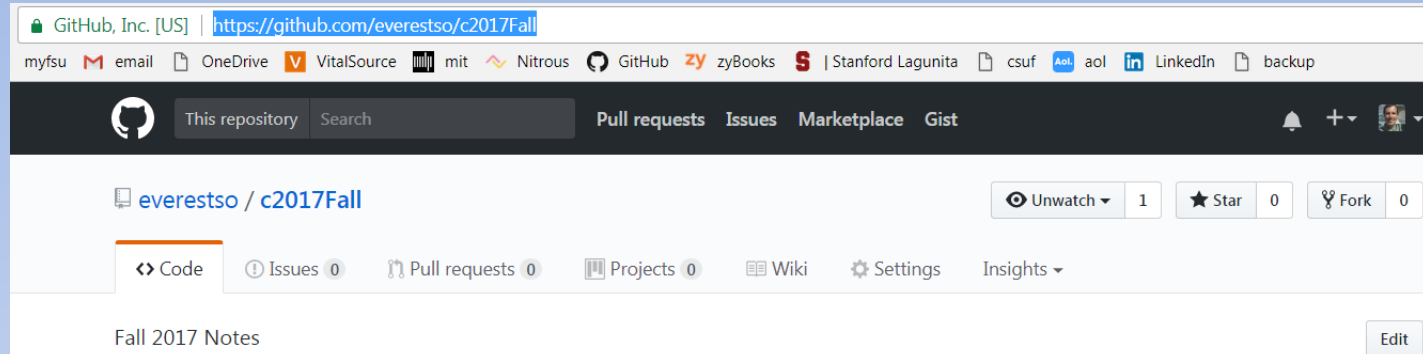 GitHub, Inc. [US] | https://github.com/everestso/c2017Fall
myfsu email OneDrive VitalSource mit Nitrous GitHub zyBooks | Stanford Lagunita csuf aol LinkedIn backup
This repository Search Pull requests Issues Marketplace Gist
everestso / c2017Fall Unwatch 1 Star 0 Fork 0
Code Issues 0 Pull requests 0 Projects 0 Wiki Settings Insights
Fall 2017 Notes Edit